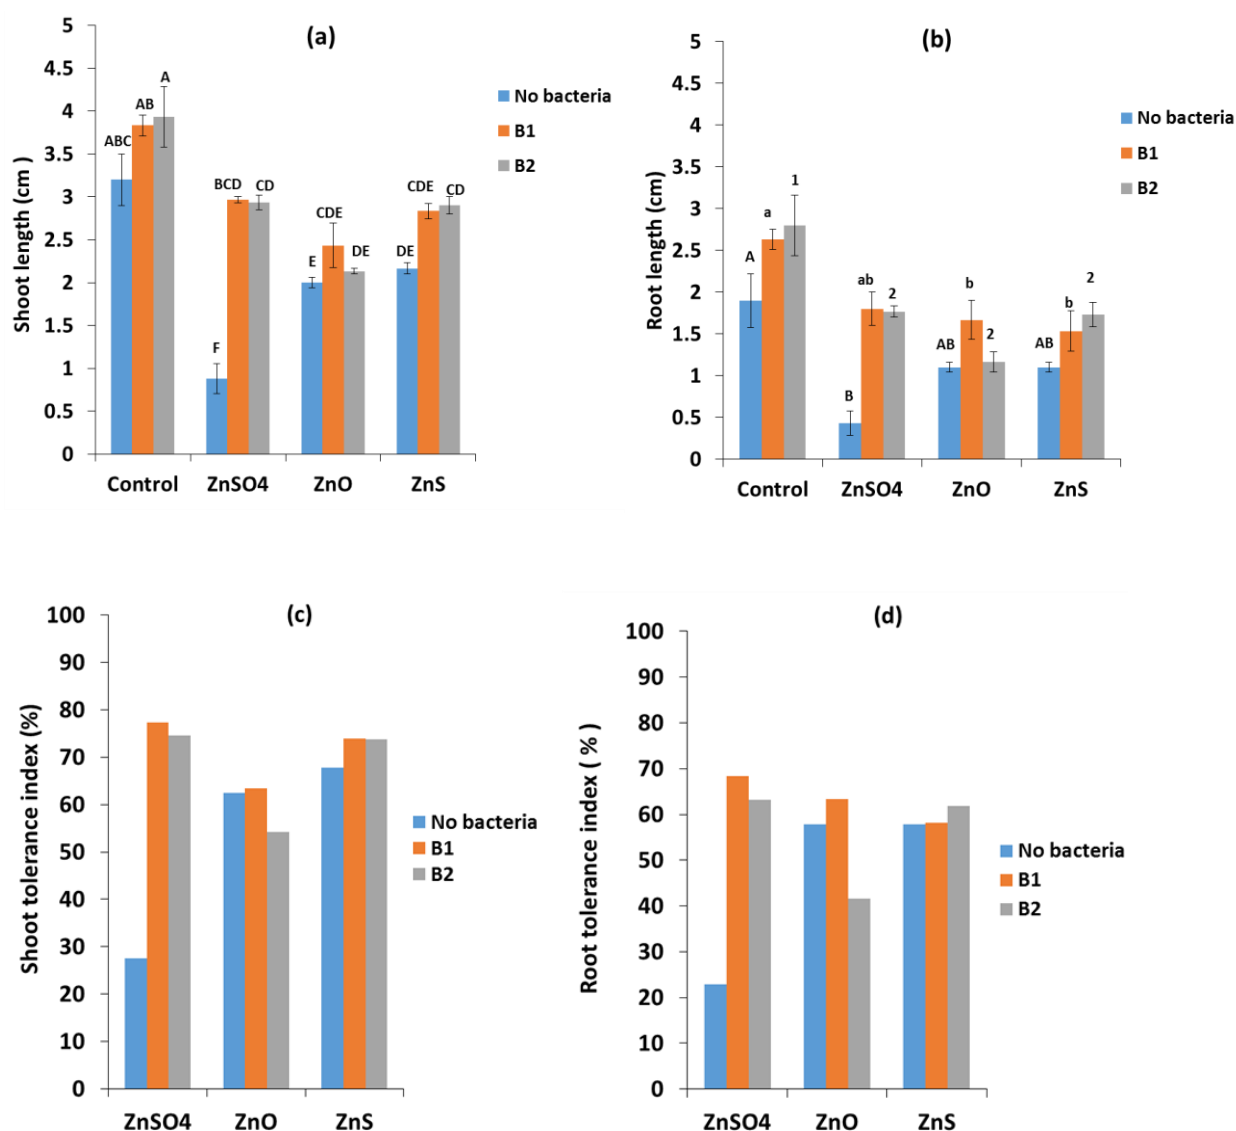 (a)
Shoot length (cm )
5
4.5
4
3.5
3
2.5
2
1.5
1
0.5
0
ABC
AB
A
F
BCD
CD
E
CDE
DE
DE
CDE
CD
Control
ZnSO4
ZnO
ZnS
No bacteria
B1
B2
(b)
Root length (cm)
5
4.5
4
3.5
3
2.5
2
1.5
1
0.5
0
A
a
1
B
ab
2
AB
b
2
AB
b
2
Control
ZnSO4
ZnO
ZnS
No bacteria
B1
B2
(c)
Shoot tolerance index (%)
100
90
80
70
60
50
40
30
20
10
0
ZnSO4
ZnO
ZnS
No bacteria
B1
B2
(d)
Root tolerance index ( % )
100
90
80
70
60
50
40
30
20
10
0
ZnSO4
ZnO
ZnS
No bacteria
B1
B2